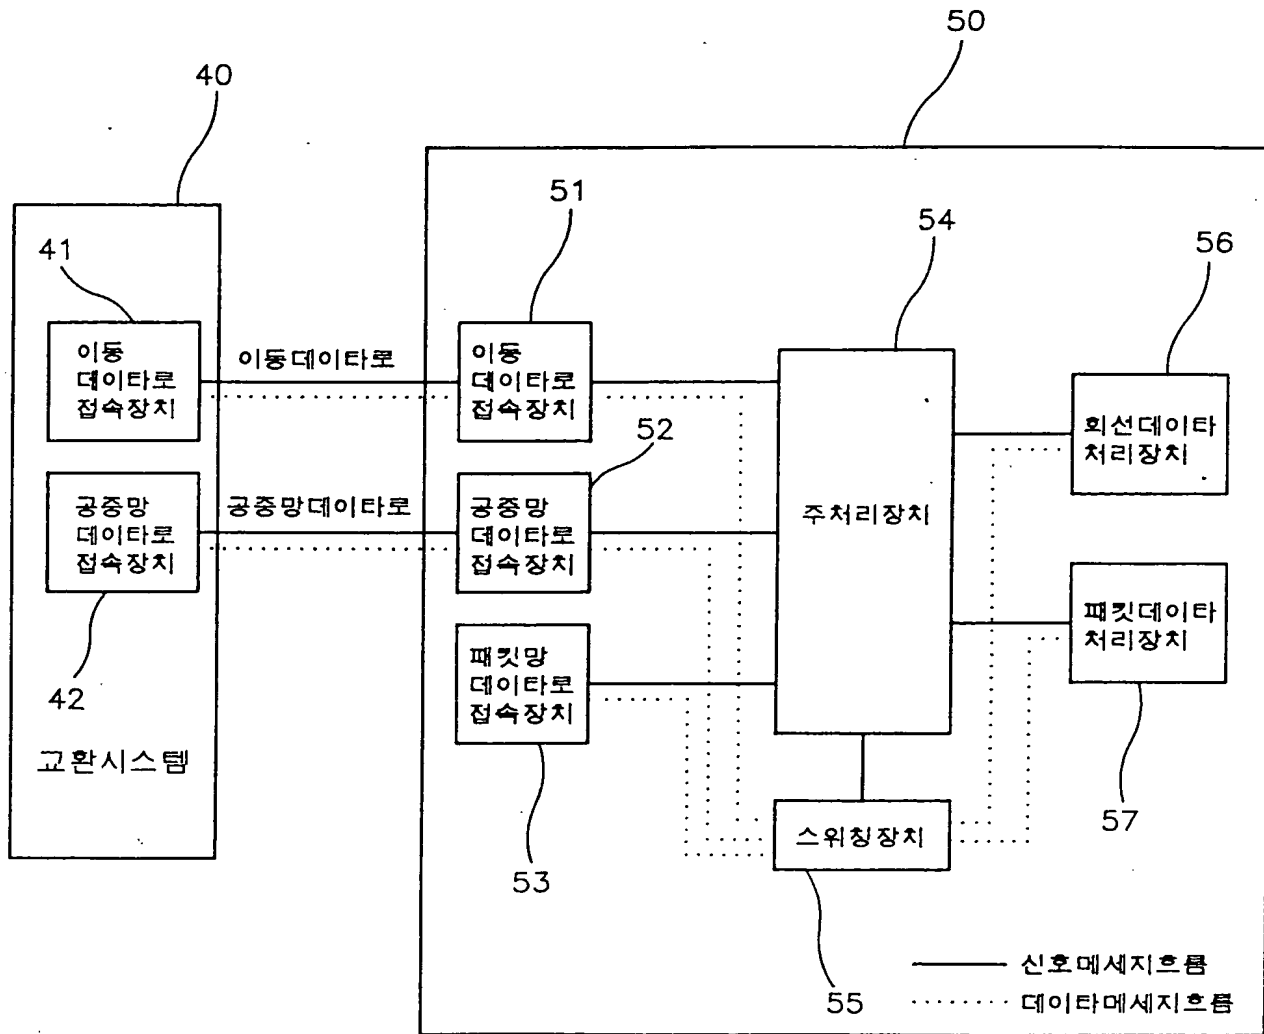 50
40
51
54
56
41
이동
데이타로
접속장치
이동데이타로
이동
데이타로
접속장치
52
회선데이타
처리장치
공중망
데이타로
접속장치
공중망데이타로
공중망
데이타로
접속장치
주처리장치
42
패킷망
데이타로
접속장치
패킷데이타
처리장치
교환시스템
53
스위칭장치
57
55
신호메세지흐름
데이타메세지흐름